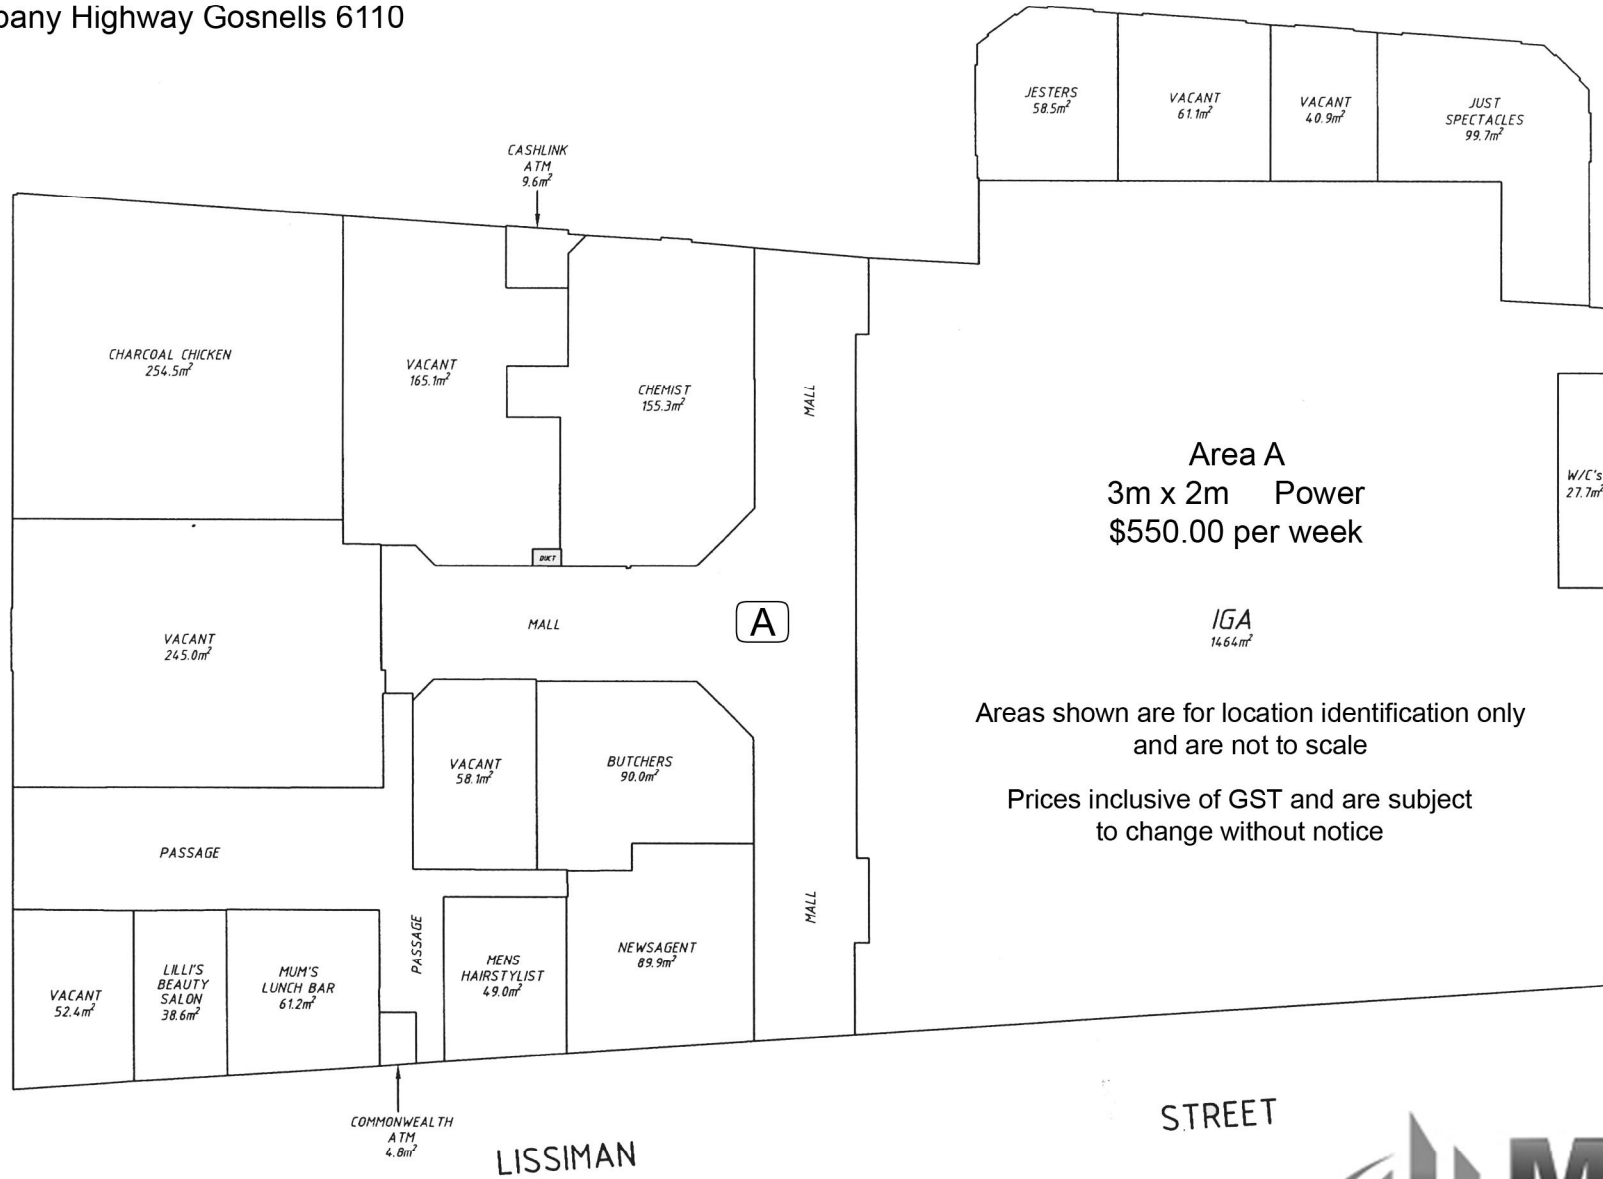 bany Highway Gosnells 6110
JESTERS
58.5m²
VACANT
61.1m²
VACANT
40.9m²
JUST
SPECTACLES
99.7m²
CASHLINK
ATM
9.6m²
CHARCOAL CHICKEN
254.5m²
VACANT
165.1m²
CHEMIST
155.3m²
MALL
Area A
3m x 2m Power
$550.00 per week
W/C's
27.7m²
DUCT
VACANT
245.0m²
MALL
A
IGA
1464m²
Areas shown are for location identification only
and are not to scale
Prices inclusive of GST and are subject
to change without notice
VACANT
58.1m²
BUTCHERS
90.0m²
PASSAGE
PASSAGE
MALL
VACANT
52.4m²
LILLI'S
BEAUTY
SALON
38.6m²
MUM'S
LUNCH BAR
61.2m²
MENS
HAIRSTYLIST
49.0m²
NEWSAGENT
89.9m²
COMMONWEALTH
ATM
4.8m²
LISSIMAN
STREET
M